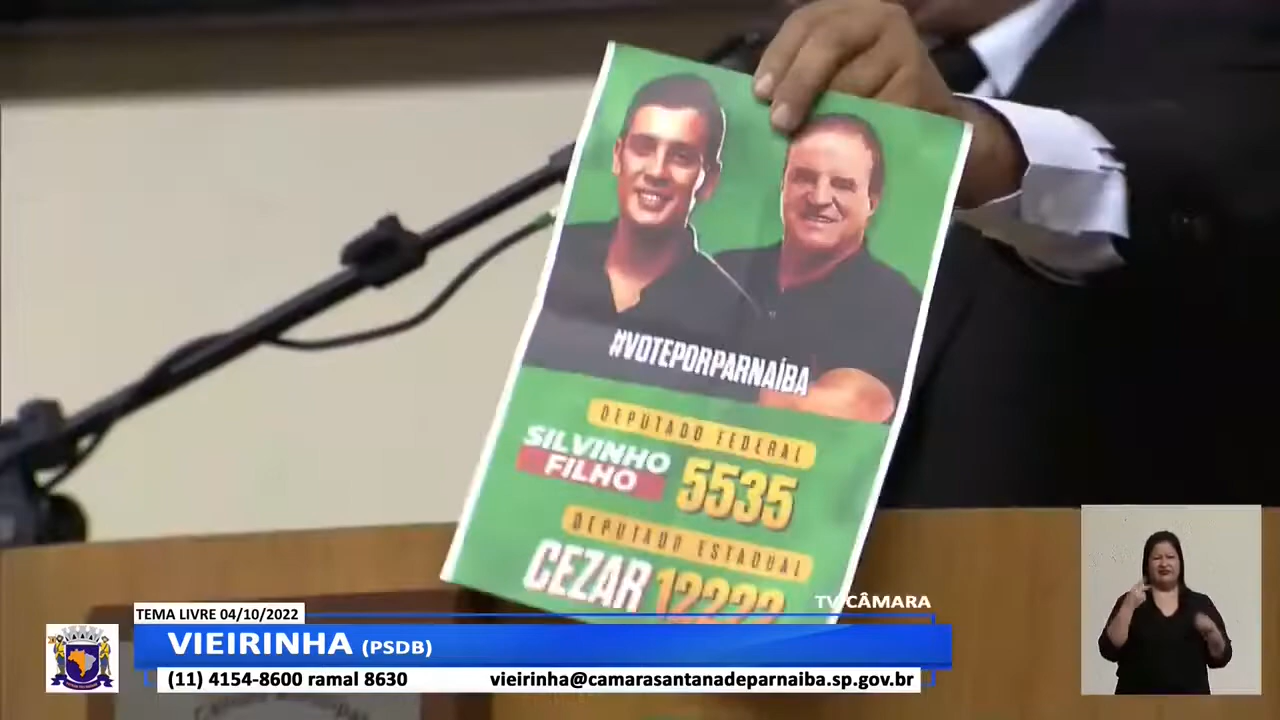 #VOTEPORPARNAÍBA
DEPUTADO FEDERAL
SILVINHO
FILHO
5535
DEPUTADO ESTADUAL
CEZAR 12222
TV CÂMARA
TEMA LIVRE 04/10/2022
VIEIRINHA (PSDB)
(11) 4154-8600 ramal 8630
vieirinha@camarasantanadeparnaiba.sp.gov.br